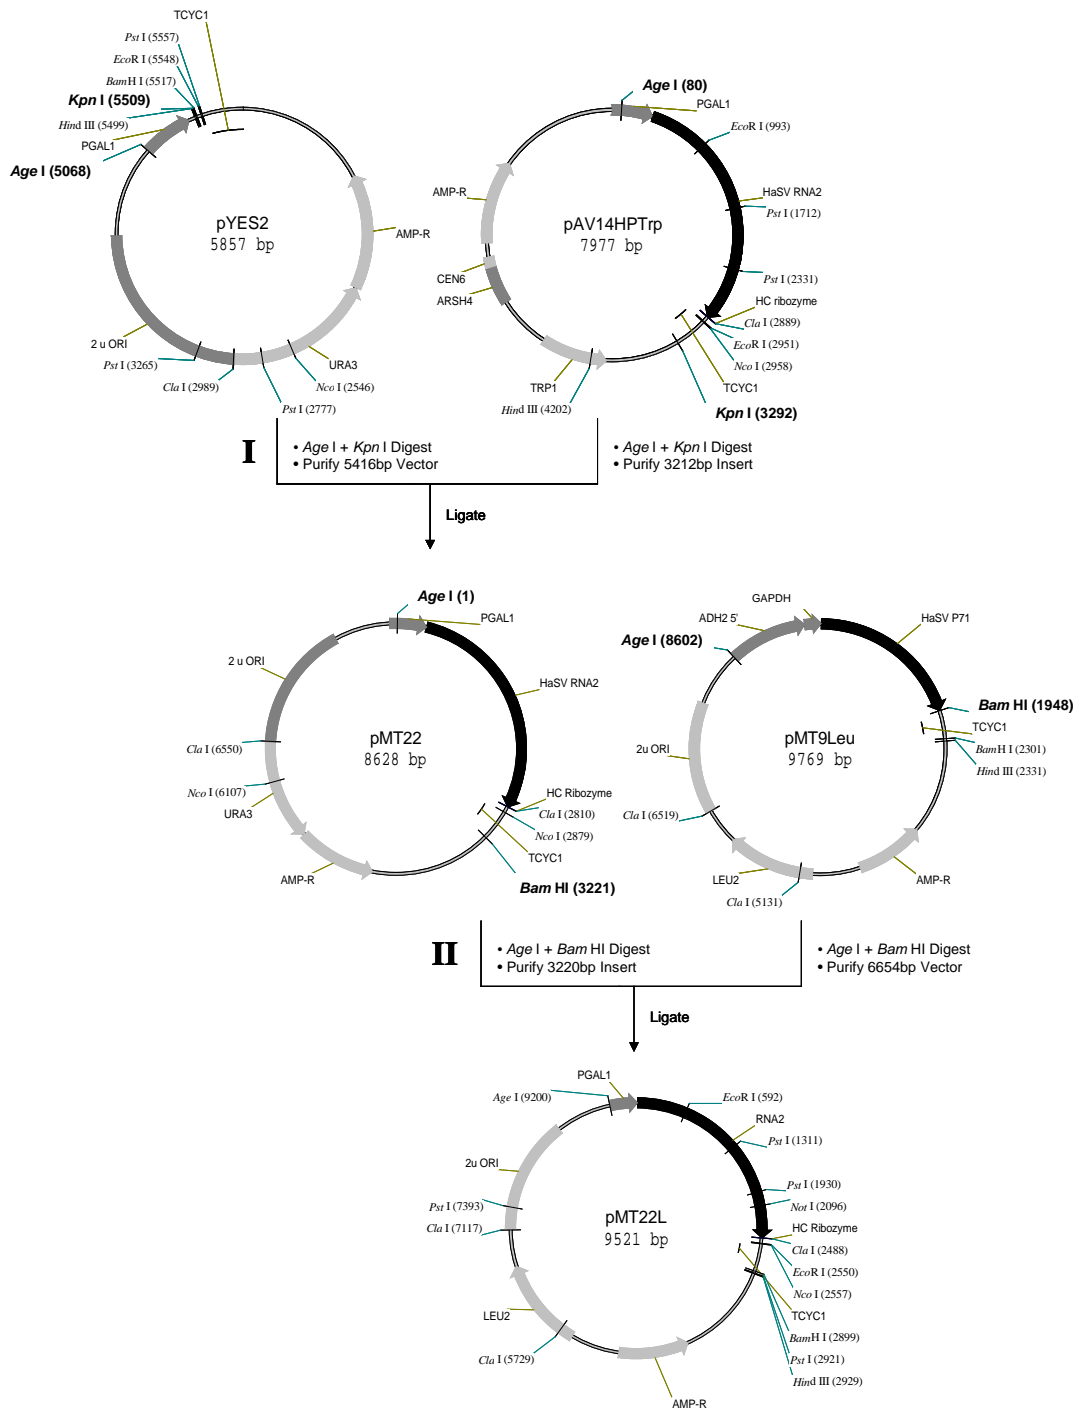 TCYC1
Pst I (5557)
EcoR I (5548)
BamH I (5517)
Kpn I (5509)
Hind III (5499)
PGAL1
Age I (5068)
pYES2
5857 bp
AMP-R
2 u ORI
Pst I (3265)
Cla I (2989)
Pst I (2777)
Nco I (2546)
URA3
Age I (80)
PGAL1
EcoR I (993)
HaSV RNA2
Pst I (1712)
AMP-R
pAV14HPTrp
7977 bp
CEN6
ARSH4
Pst I (2331)
HC ribozyme
Cla I (2889)
EcoR I (2951)
Nco I (2958)
TCYC1
Kpn I (3292)
TRP1
Hind III (4202)
I
• Age I + Kpn I Digest
• Purify 5416bp Vector
• Age I + Kpn I Digest
• Purify 3212bp Insert
Ligate
Age I (1)
PGAL1
2 u ORI
HaSV RNA2
pMT22
8628 bp
Cla I (6550)
Nco I (6107)
URA3
AMP-R
HC Ribozyme
Cla I (2810)
Nco I (2879)
TCYC1
Bam HI (3221)
GAPDH
ADH2 5'
HaSV P71
Age I (8602)
Bam HI (1948)
TCYC1
BamH I (2301)
Hind III (2331)
pMT9Leu
9769 bp
2u ORI
Cla I (6519)
LEU2
Cla I (5131)
AMP-R
II
• Age I + Bam HI Digest
• Purify 3220bp Insert
• Age I + Bam HI Digest
• Purify 6654bp Vector
Ligate
PGAL1
Age I (9200)
EcoR I (592)
RNA2
Pst I (1311)
2u ORI
Pst I (1930)
Not I (2096)
Pst I (7393)
Cla I (7117)
pMT22L
9521 bp
HC Ribozyme
Cla I (2488)
EcoR I (2550)
Nco I (2557)
TCYC1
BamH I (2899)
Pst I (2921)
Hind III (2929)
LEU2
Cla I (5729)
AMP-R